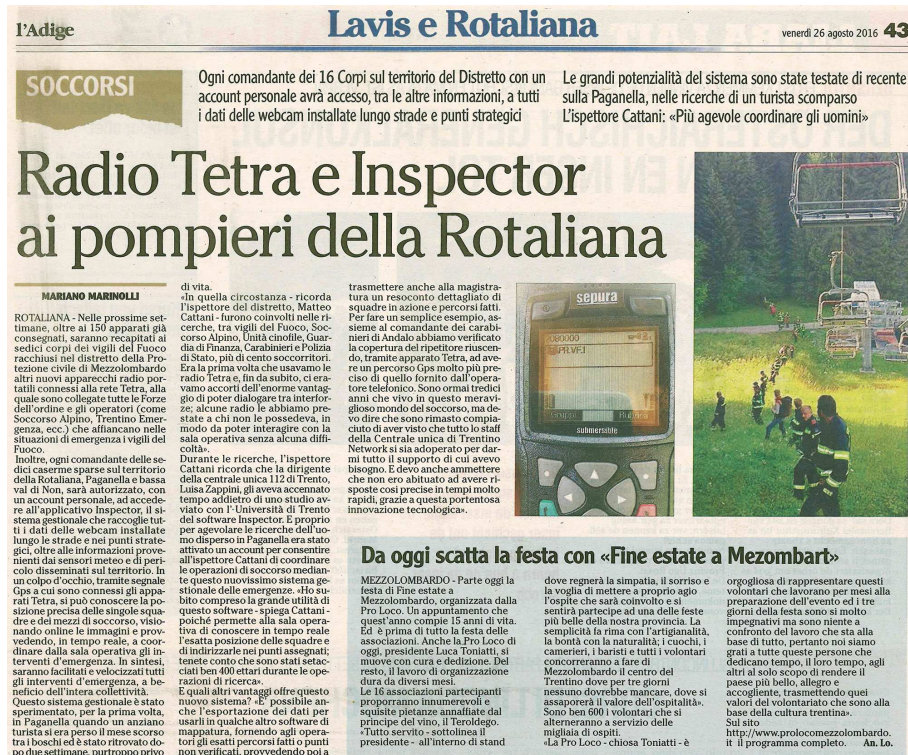 l'Adige
Lavis e Rotaliana
venerdì 26 agosto 2016 43
SOCCORSI
Ogni comandante dei 16 Corpi sul territorio del Distretto con un
account personale avrà accesso, tra le altre informazioni, a tutti
i dati delle webcam installate lungo strade e punti strategici
Le grandi potenzialità del sistema sono state testate di recente
sulla Paganella, nelle ricerche di un turista scomparso
L'ispettore Cattani: «Più agevole coordinare gli uomini»
Radio Tetra e Inspector
ai pompieri della Rotaliana
MARIANO MARINOLLI
ROTALIANA - Nelle prossime set-
timane, oltre ai 150 apparati già
consegnati, saranno recapitati ai
sedici corpi dei vigili del Fuoco
racchiusi nel distretto della Pro-
tezione civile di Mezzolombardo
altri nuovi apparecchi radio por-
tatili connessi alla rete Tetra, alla
quale sono collegate tutte le Forze
dell'ordine e gli operatori (come
Soccorso Alpino, Trentino Emer-
genza, ecc.) che affiancano nelle
situazioni di emergenza i vigili del
Fuoco.
Inoltre, ogni comandante delle se-
dici caserme sparse sul territorio
della Rotaliana, Paganella e bassa
val di Non, sarà autorizzato, con
un account personale, ad accede-
re all'applicativo Inspector, il si-
stema gestionale che raccoglie tut-
ti i dati delle webcam installate
lungo le strade e nei punti strate-
gici, oltre alle informazioni prove-
nienti dai sensori meteo e di peri-
colo disseminati sul territorio. In
un colpo d'occhio, tramite segnale
Gps a cui sono connessi gli appa-
rati Tetra, si può conoscere la po-
sizione precisa delle singole squa-
dre e dei mezzi di soccorso, visio-
nando online le immagini e prov-
vedendo, in tempo reale, a coor-
dinare dalla sala operativa gli in-
terventi d'emergenza. In sintesi,
saranno facilitati e velocizzati tutti
gli interventi d'emergenza, a be-
neficio dell'intera collettività.
Questo sistema gestionale è stato
sperimentato, per la prima volta,
in Paganella quando un anziano
turista si era perso il mese scorso
tra i boschi ed è stato ritrovato do-
po due settimane, purtroppo privo
di vita.
«In quella circostanza - ricorda
l'ispettore del distretto, Matteo
Cattani - furono coinvolti nelle ri-
cerche, tra vigili del Fuoco, Soc-
corso Alpino, Unità cinofile, Guar-
dia di Finanza, Carabinieri e Polizia
di Stato, più di cento soccorritori.
Era la prima volta che usavamo le
radio Tetra e, fin da subito, ci era-
vamo accorti dell'enorme vantag-
gio di poter dialogare tra interfor-
ze; alcune radio le abbiamo pre-
state a chi non le possedeva, in
modo da poter interagire con la
sala operativa senza alcuna diffi-
coltà».
Durante le ricerche, l'ispettore
Cattani ricorda che la dirigente
della centrale unica 112 di Trento,
Luisa Zappini, gli aveva accennato
tempo addietro di uno studio av-
viato con l'·Università di Trento
del software Inspector. E proprio
per agevolare le ricerche dell'uo-
mo disperso in Paganella era stato
attivato un account per consentire
all'ispettore Cattani di coordinare
le operazioni di soccorso median-
te questo nuovissimo sistema ge-
stionale delle emergenze. «Ho su-
bito compreso la grande utilità di
questo software - spiega Cattani -
poiché permette alla sala opera-
tiva di conoscere in tempo reale
l'esatta posizione delle squadre e
di indirizzarle nei punti assegnati;
tenete conto che sono stati setac-
ciati ben 400 ettari durante le ope-
razioni di ricerca».
E quali altri vantaggi offre questo
nuovo sistema? «E' possibile an-
che l'esportazione dei dati per
usarli in qualche altro software di
mappatura, fornendo agli opera-
tori gli esatti percorsi fatti o punti
non verificati, provvedendo poi a
trasmettere anche alla magistra-
tura un resoconto dettagliato di
squadre in azione e percorsi fatti.
Per fare un semplice esempio, as-
sieme al comandante dei carabi-
nieri di Andalo abbiamo verificato
la copertura del ripetitore riuscen-
do, tramite apparato Tetra, ad ave-
re un percorso Gps molto più pre-
ciso di quello fornito dall'opera-
tore telefonico. Sono ormai tredici
anni che vivo in questo meravi-
glioso mondo del soccorso, ma de-
vo dire che sono rimasto compia-
ciuto di aver visto che tutto lo staff
della Centrale unica di Trentino
Network si sia adoperato per dar-
mi tutto il supporto di cui avevo
bisogno. E devo anche ammettere
che non ero abituato ad avere ri-
sposte così precise in tempi molto
rapidi, grazie a questa portentosa
innovazione tecnologica».
sepura
submersible
Da oggi scatta la festa con «Fine estate a Mezombart»
MEZZOLOMBARDO - Parte oggi la
festa di Fine estate a
Mezzolombardo, organizzata dalla
Pro Loco. Un appuntamento che
quest'anno compie 15 anni di vita.
Ed è prima di tutto la festa delle
associazioni. Anche la Pro Loco di
oggi, presidente Luca Toniatti, si
muove con cura e dedizione. Del
resto, il lavoro di organizzazione
dura da diversi mesi.
Le 16 associazioni partecipanti
proporranno innumerevoli e
squisite pietanze annaffiate dal
principe del vino, il Teroldego.
«Tutto servito - sottolinea il
presidente - all'interno di stand
dove regnerà la simpatia, il sorriso e
la voglia di mettere a proprio agio
l'ospite che sarà coinvolto e si
sentirà partecipe ad una delle feste
più belle della nostra provincia. La
semplicità fa rima con l'artigianalità,
la bontà con la naturalità; i cuochi, i
camerieri, i baristi e tutti i volontari
concorreranno a fare di
Mezzolombardo il centro del
Trentino dove per tre giorni
nessuno dovrebbe mancare, dove si
assaporerà il valore dell'ospitalità».
Sono ben 600 i volontari che si
alterneranno a servizio delle
migliaia di ospiti.
«La Pro Loco - chiosa Toniatti - è
orgogliosa di rappresentare questi
volontari che lavorano per mesi alla
preparazione dell'evento ed i tre
giorni della festa sono sì molto
impegnativi ma sono niente a
confronto del lavoro che sta alla
base di tutto, pertanto noi siamo
grati a tutte queste persone che
dedicano tempo, il loro tempo, agli
altri al solo scopo di rendere il
paese più bello, allegro e
accogliente, trasmettendo quei
valori del volontariato che sono alla
base della cultura trentina».
Sul sito
http://www.prolocomezzolombardo.
it il programma completo. An. Lo.